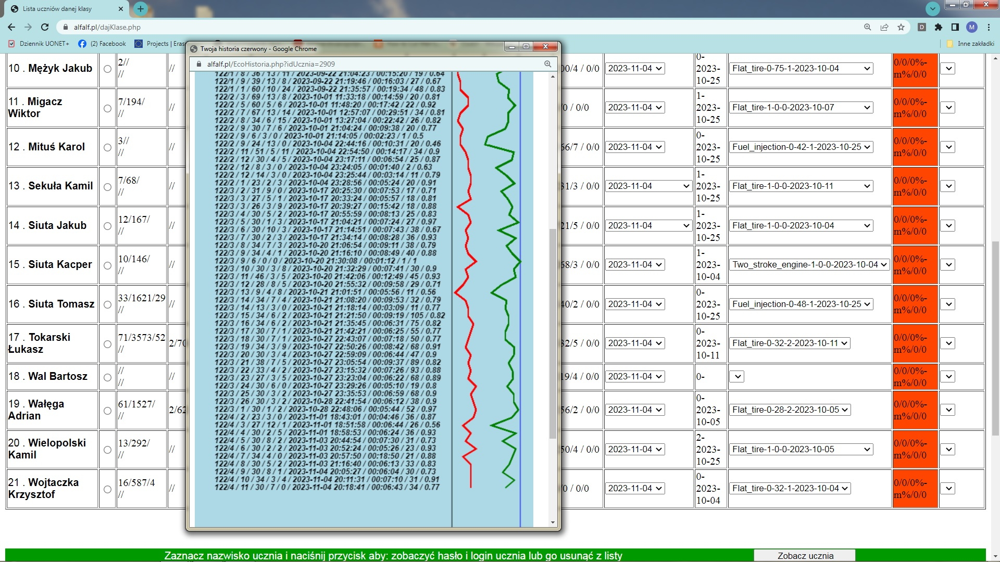 Lista uczniów danej klasy
alfalf.pl/dajKlase.php
Dziennik UONET+
(2) Facebook
Projects | Eras
Inne zakładki
Twoja historia czerwony - Google Chrome
alfalf.pl/EcoHistoria.php?idUcznia=2909
10 . Mężyk Jakub
2//
//
//
00/4 / 0/0
2023-11-04
0-
2023-
10-25
Flat_tire-0-75-1-2023-10-04
0/0/0%-
m%/0/0
11 . Migacz
Wiktor
7/194/
//
//
/0 / 0/0
2023-11-04
1-
2023-
10-25
Flat_tire-1-0-0-2023-10-07
0/0/0%-
m%/0/0
12 . Mituś Karol
3//
//
//
66/7 / 0/0
2023-11-04
0-
2023-
10-25
Fuel_injection-0-42-1-2023-10-25
0/0/0%-
m%/0/0
13 . Sekuła Kamil
7/68/
//
//
31/3 / 0/0
2023-11-04
1-
2023-
10-25
Flat_tire-1-0-0-2023-10-11
0/0/0%-
m%/0/0
14 . Siuta Jakub
12/167/
//
//
21/5 / 0/0
2023-11-04
1-
2023-
10-25
Flat_tire-1-0-0-2023-10-04
0/0/0%-
m%/0/0
15 . Siuta Kacper
10/146/
//
//
68/3 / 0/0
2023-11-04
1-
2023-
10-04
Two_stroke_engine-1-0-0-2023-10-04
0/0/0%-
m%/0/0
16 . Siuta Tomasz
33/1621/29
//
//
40/2 / 0/0
2023-11-04
0-
2023-
10-25
Fuel_injection-0-48-1-2023-10-25
0/0/0%-
m%/0/0
17 . Tokarski
Łukasz
71/3573/52
//
2/70
32/5 / 0/0
2023-11-04
0-
2023-
10-11
Flat_tire-0-32-2-2023-10-11
0/0/0%-
m%/0/0
18 . Wal Bartosz
//
//
//
19/4 / 0/0
2023-11-04
0-
0/0/0%-
m%/0/0
19 . Wałęga
Adrian
61/1527/
//
2/62
56/2 / 0/0
2023-11-04
0-
2023-
10-05
Flat_tire-0-28-2-2023-10-05
0/0/0%-
m%/0/0
20 . Wielopolski
Kamil
13/292/
//
//
50/4 / 0/0
2023-11-04
2-
2023-
10-25
Flat_tire-1-0-0-2023-10-05
0/0/0%-
m%/0/0
21 . Wojtaczka
Krzysztof
16/587/4
//
//
/0 / 0/0
2023-11-04
0-
2023-
10-04
Flat_tire-0-32-1-2023-10-04
0/0/0%-
m%/0/0
122/1 / 8 / 36 / 13 / 11 / 2023-09-22 21:04:23 / 00:15:20 / 19 / 0.64
122/1 / 9 / 39 / 13 / 8 / 2023-09-22 21:19:46 / 00:16:03 / 27 / 0.67
122/1 / 1 / 60 / 10 / 24 / 2023-09-22 21:35:57 / 00:19:34 / 48 / 0.83
122/2 / 3 / 69 / 13 / 8 / 2023-10-01 11:33:18 / 00:14:59 / 20 / 0.81
122/2 / 5 / 60 / 5 / 6 / 2023-10-01 11:48:20 / 00:17:42 / 22 / 0.92
122/2 / 7 / 67 / 13 / 14 / 2023-10-01 12:57:07 / 00:29:51 / 34 / 0.81
122/2 / 8 / 34 / 6 / 15 / 2023-10-01 13:27:04 / 00:22:42 / 26 / 0.82
122/2 / 9 / 30 / 7 / 6 / 2023-10-01 21:04:24 / 00:09:38 / 20 / 0.77
122/2 / 9 / 6 / 3 / 0 / 2023-10-01 21:14:05 / 00:02:23 / 1 / 0.5
122/2 / 9 / 24 / 13 / 0 / 2023-10-04 22:44:16 / 00:10:31 / 20 / 0.46
122/2 / 11 / 51 / 5 / 11 / 2023-10-04 22:54:50 / 00:14:17 / 34 / 0.9
122/2 / 12 / 30 / 4 / 5 / 2023-10-04 23:17:11 / 00:06:54 / 25 / 0.87
122/2 / 12 / 8 / 3 / 0 / 2023-10-04 23:24:05 / 00:01:40 / 2 / 0.63
122/2 / 12 / 14 / 3 / 0 / 2023-10-04 23:25:44 / 00:03:14 / 11 / 0.79
122/2 / 1 / 23 / 2 / 3 / 2023-10-04 23:28:56 / 00:05:24 / 20 / 0.91
122/3 / 2 / 31 / 9 / 0 / 2023-10-17 20:25:30 / 00:07:53 / 17 / 0.71
122/3 / 3 / 27 / 5 / 1 / 2023-10-17 20:33:24 / 00:05:57 / 18 / 0.81
122/3 / 3 / 26 / 3 / 9 / 2023-10-17 20:39:27 / 00:15:42 / 18 / 0.88
122/3 / 4 / 30 / 5 / 2 / 2023-10-17 20:55:59 / 00:08:13 / 25 / 0.83
122/3 / 5 / 30 / 1 / 3 / 2023-10-17 21:04:21 / 00:07:24 / 27 / 0.97
122/3 / 6 / 30 / 10 / 3 / 2023-10-17 21:14:51 / 00:07:43 / 38 / 0.67
122/3 / 7 / 30 / 2 / 3 / 2023-10-17 21:34:14 / 00:08:28 / 36 / 0.93
122/3 / 8 / 34 / 7 / 3 / 2023-10-20 21:06:54 / 00:09:11 / 38 / 0.79
122/3 / 9 / 34 / 4 / 1 / 2023-10-20 21:16:10 / 00:08:49 / 40 / 0.88
122/3 / 9 / 6 / 0 / 0 / 2023-10-20 21:30:08 / 00:01:12 / 1 / 1
122/3 / 10 / 30 / 3 / 8 / 2023-10-20 21:32:29 / 00:07:41 / 30 / 0.9
122/3 / 11 / 46 / 3 / 5 / 2023-10-20 21:42:06 / 00:12:49 / 45 / 0.93
122/3 / 12 / 28 / 8 / 5 / 2023-10-20 21:55:32 / 00:09:58 / 29 / 0.71
122/3 / 13 / 9 / 4 / 8 / 2023-10-21 21:01:51 / 00:05:56 / 11 / 0.56
122/3 / 14 / 34 / 7 / 4 / 2023-10-21 21:08:20 / 00:09:53 / 32 / 0.79
122/3 / 14 / 13 / 3 / 0 / 2023-10-21 21:18:14 / 00:03:09 / 11 / 0.77
122/3 / 15 / 34 / 6 / 2 / 2023-10-21 21:21:50 / 00:09:19 / 105 / 0.82
122/3 / 16 / 34 / 6 / 2 / 2023-10-21 21:35:45 / 00:06:31 / 75 / 0.82
122/3 / 17 / 30 / 7 / 1 / 2023-10-21 21:42:21 / 00:06:25 / 55 / 0.77
122/3 / 18 / 30 / 7 / 1 / 2023-10-27 22:43:07 / 00:07:18 / 50 / 0.77
122/3 / 19 / 34 / 3 / 9 / 2023-10-27 22:50:26 / 00:08:42 / 68 / 0.91
122/3 / 20 / 30 / 3 / 4 / 2023-10-27 22:59:09 / 00:06:44 / 47 / 0.9
122/3 / 21 / 38 / 7 / 5 / 2023-10-27 23:05:54 / 00:09:37 / 89 / 0.82
122/3 / 22 / 33 / 4 / 2 / 2023-10-27 23:15:32 / 00:07:26 / 93 / 0.88
122/3 / 23 / 27 / 3 / 5 / 2023-10-27 23:23:04 / 00:06:22 / 68 / 0.89
122/3 / 24 / 30 / 6 / 0 / 2023-10-27 23:29:26 / 00:05:10 / 19 / 0.8
122/3 / 25 / 30 / 3 / 2 / 2023-10-27 23:35:53 / 00:06:59 / 68 / 0.9
122/3 / 26 / 30 / 3 / 2 / 2023-10-28 22:41:54 / 00:06:12 / 38 / 0.9
122/3 / 1 / 30 / 1 / 2 / 2023-10-28 22:48:06 / 00:05:44 / 52 / 0.97
122/4 / 2 / 23 / 3 / 0 / 2023-11-01 18:43:01 / 00:04:46 / 36 / 0.87
122/4 / 3 / 27 / 12 / 1 / 2023-11-01 18:51:58 / 00:06:44 / 26 / 0.56
122/4 / 4 / 30 / 2 / 5 / 2023-11-01 18:58:53 / 00:06:24 / 36 / 0.93
122/4 / 5 / 30 / 8 / 2 / 2023-11-03 20:44:54 / 00:07:30 / 31 / 0.73
122/4 / 6 / 30 / 2 / 2 / 2023-11-03 20:52:24 / 00:05:26 / 23 / 0.93
122/4 / 7 / 34 / 4 / 0 / 2023-11-03 20:57:50 / 00:18:50 / 21 / 0.88
122/4 / 8 / 30 / 5 / 2 / 2023-11-03 21:16:40 / 00:06:13 / 33 / 0.83
122/4 / 9 / 30 / 8 / 1 / 2023-11-04 20:05:27 / 00:06:04 / 30 / 0.73
122/4 / 10 / 34 / 3 / 4 / 2023-11-04 20:11:31 / 00:07:10 / 31 / 0.91
122/4 / 11 / 30 / 7 / 0 / 2023-11-04 20:18:41 / 00:06:43 / 34 / 0.77
Zaznacz nazwisko ucznia i naciśnij przycisk aby: zobaczyć hasło i login ucznia lub go usunąć z listy
Zobacz ucznia